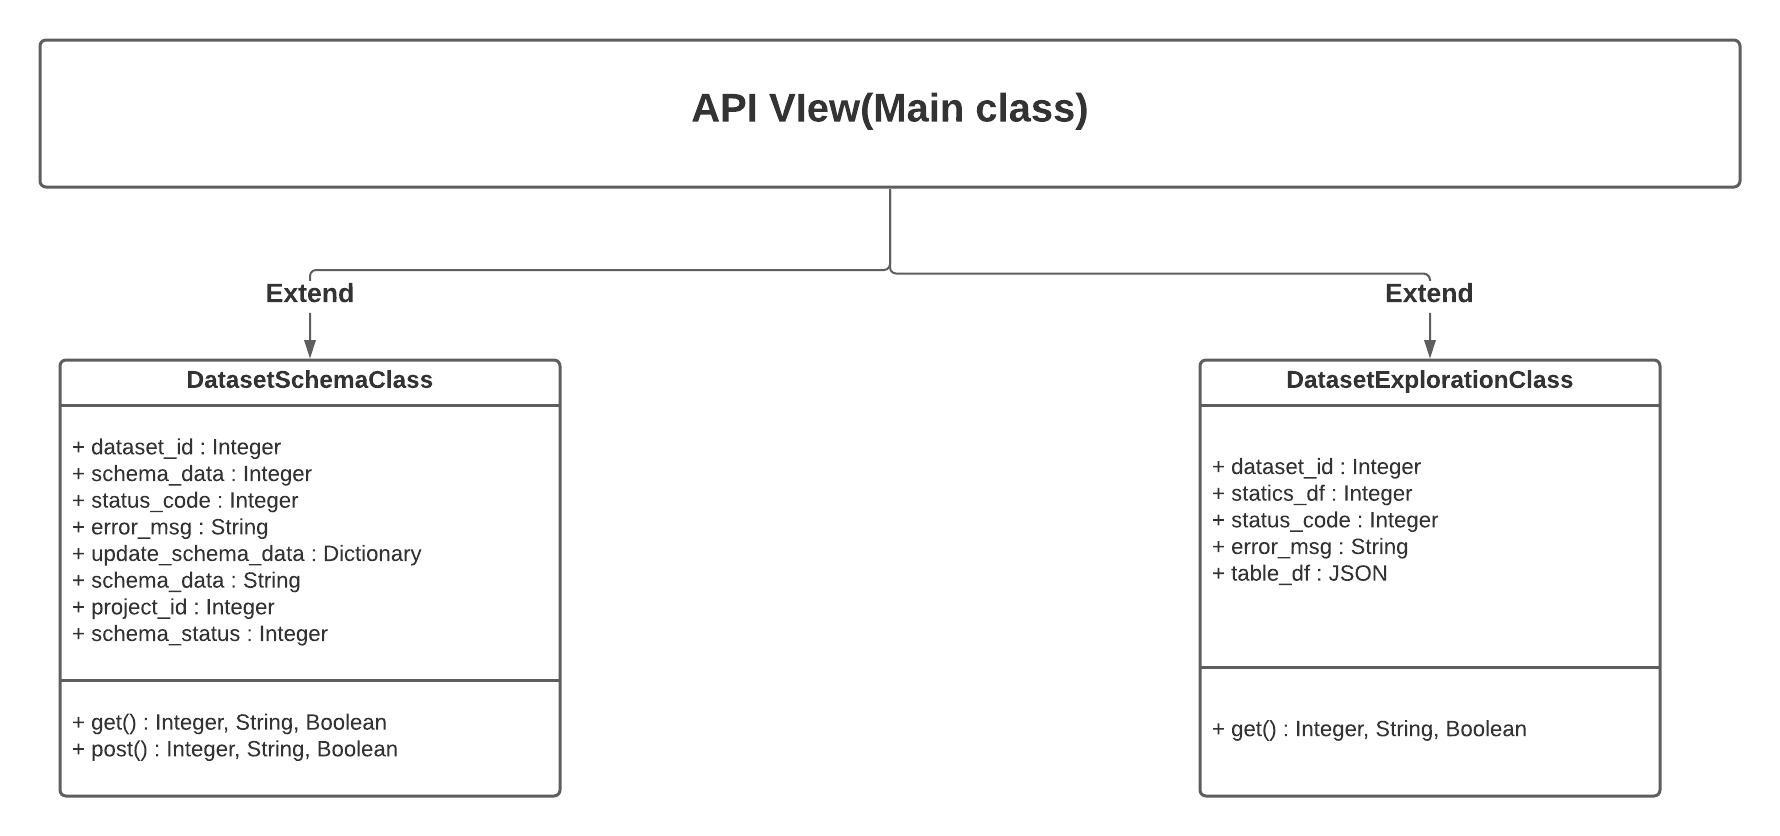 API VIew(Main class)
Extend
Extend
DatasetSchemaClass
+ dataset_id : Integer
+ schema_data : Integer
+ status_code : Integer
+ error_msg : String
+ update_schema_data : Dictionary
+ schema_data : String
+ project_id : Integer
+ schema_status : Integer
+ get() : Integer, String, Boolean
+ post() : Integer, String, Boolean
DatasetExplorationClass
+ dataset_id : Integer
+ statics_df : Integer
+ status_code : Integer
+ error_msg : String
+ table_df : JSON
+ get() : Integer, String, Boolean